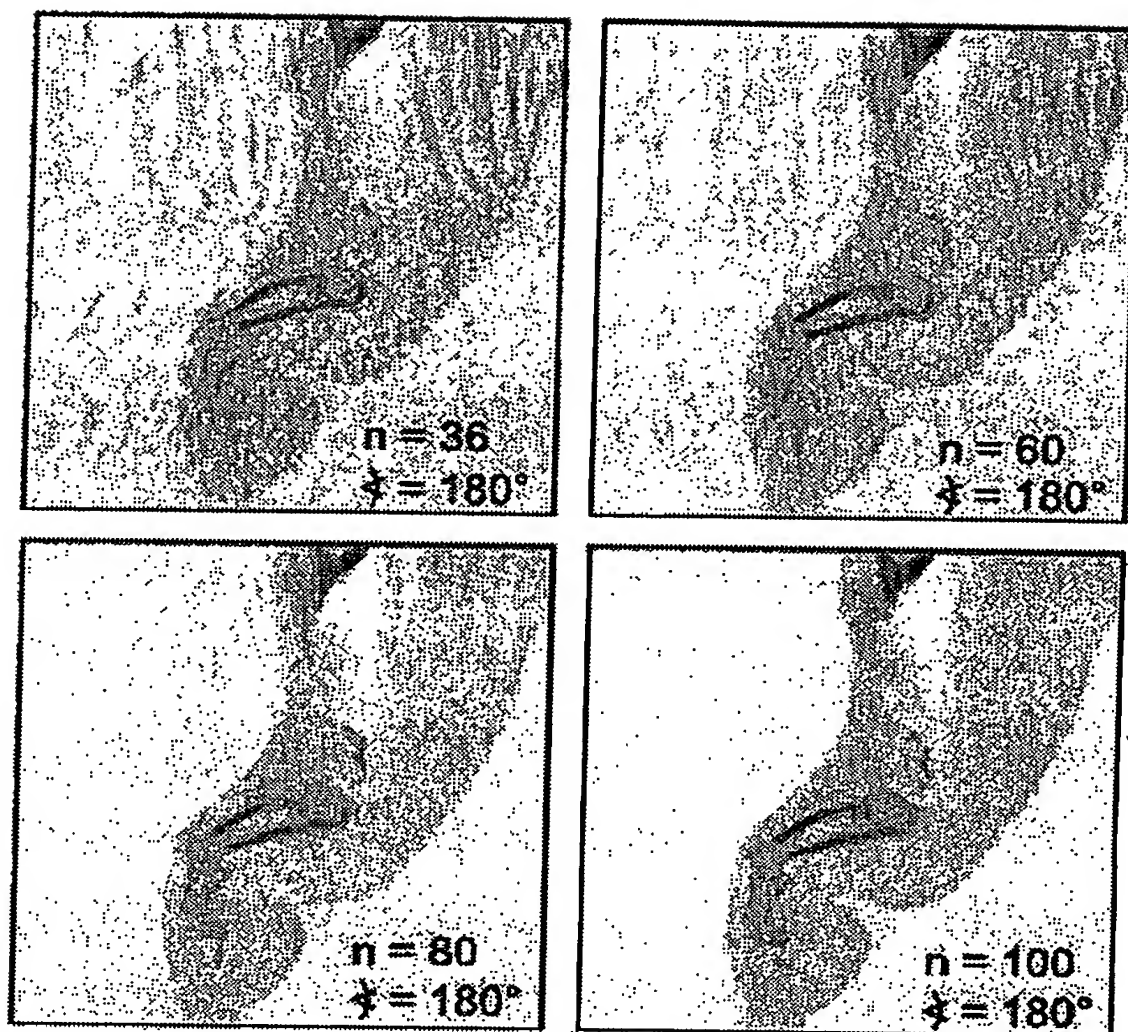 n = 36
∢ = 180°
n = 60
∢ = 180°
n = 80
∢ = 180°
n = 100
∢ = 180°